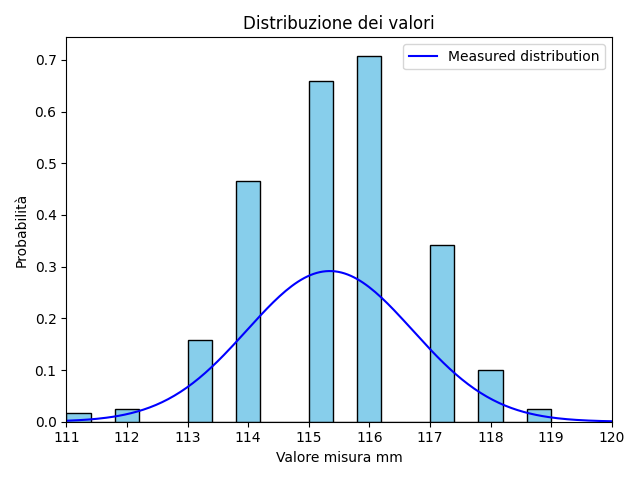 Distribuzione dei valori
Measured distribution
0.7
0.6
0.5
0.4
0.3
0.2
0.1
0.0
Probabilità
111 112 113 114 115 116 117 118 119 120
Valore misura mm